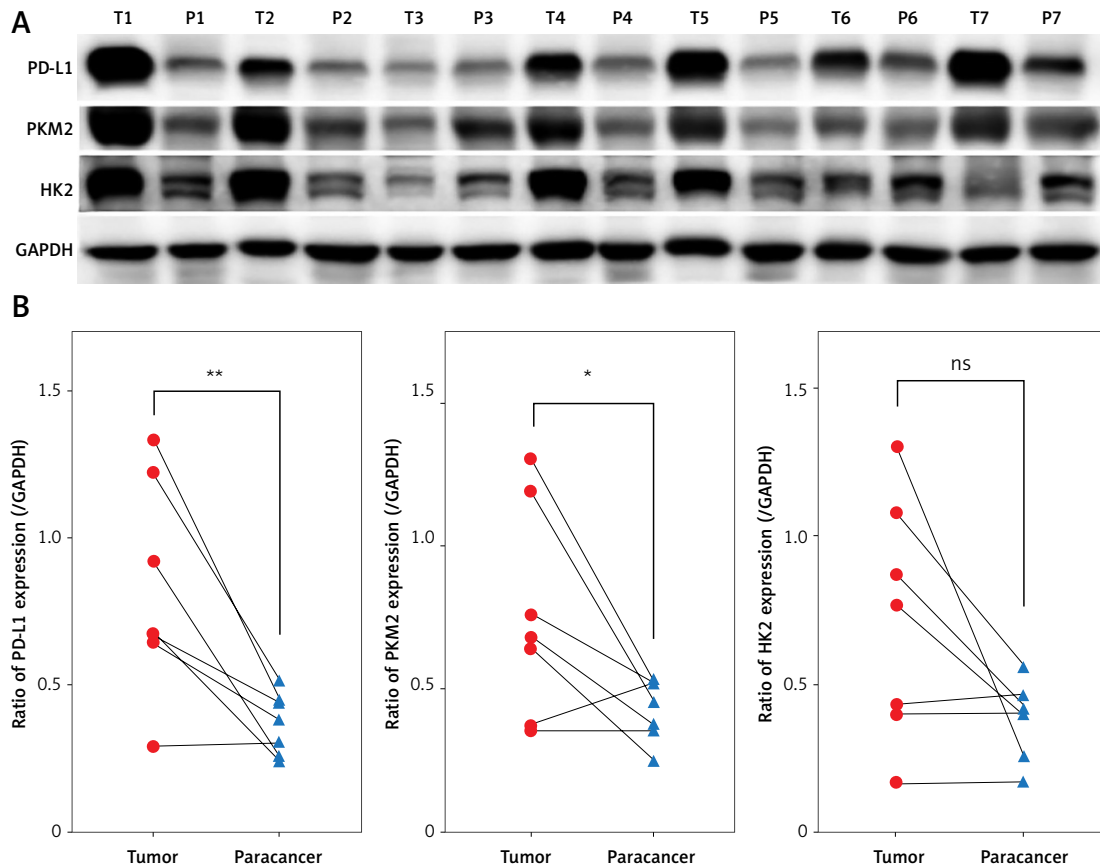 A
T1 P1 T2 P2 T3 P3 T4 P4 T5 P5 T6 P6 T7 P7
PD-L1
PKM2
HK2
GAPDH
B
Ratio of PD-L1 expression (/GAPDH)
1.5
1.0
0.5
0
**
Tumor Paracancer
Ratio of PKM2 expression (/GAPDH)
1.5
1.0
0.5
0
*
Tumor Paracancer
Ratio of HK2 expression (/GAPDH)
1.5
1.0
0.5
0
ns
Tumor Paracancer